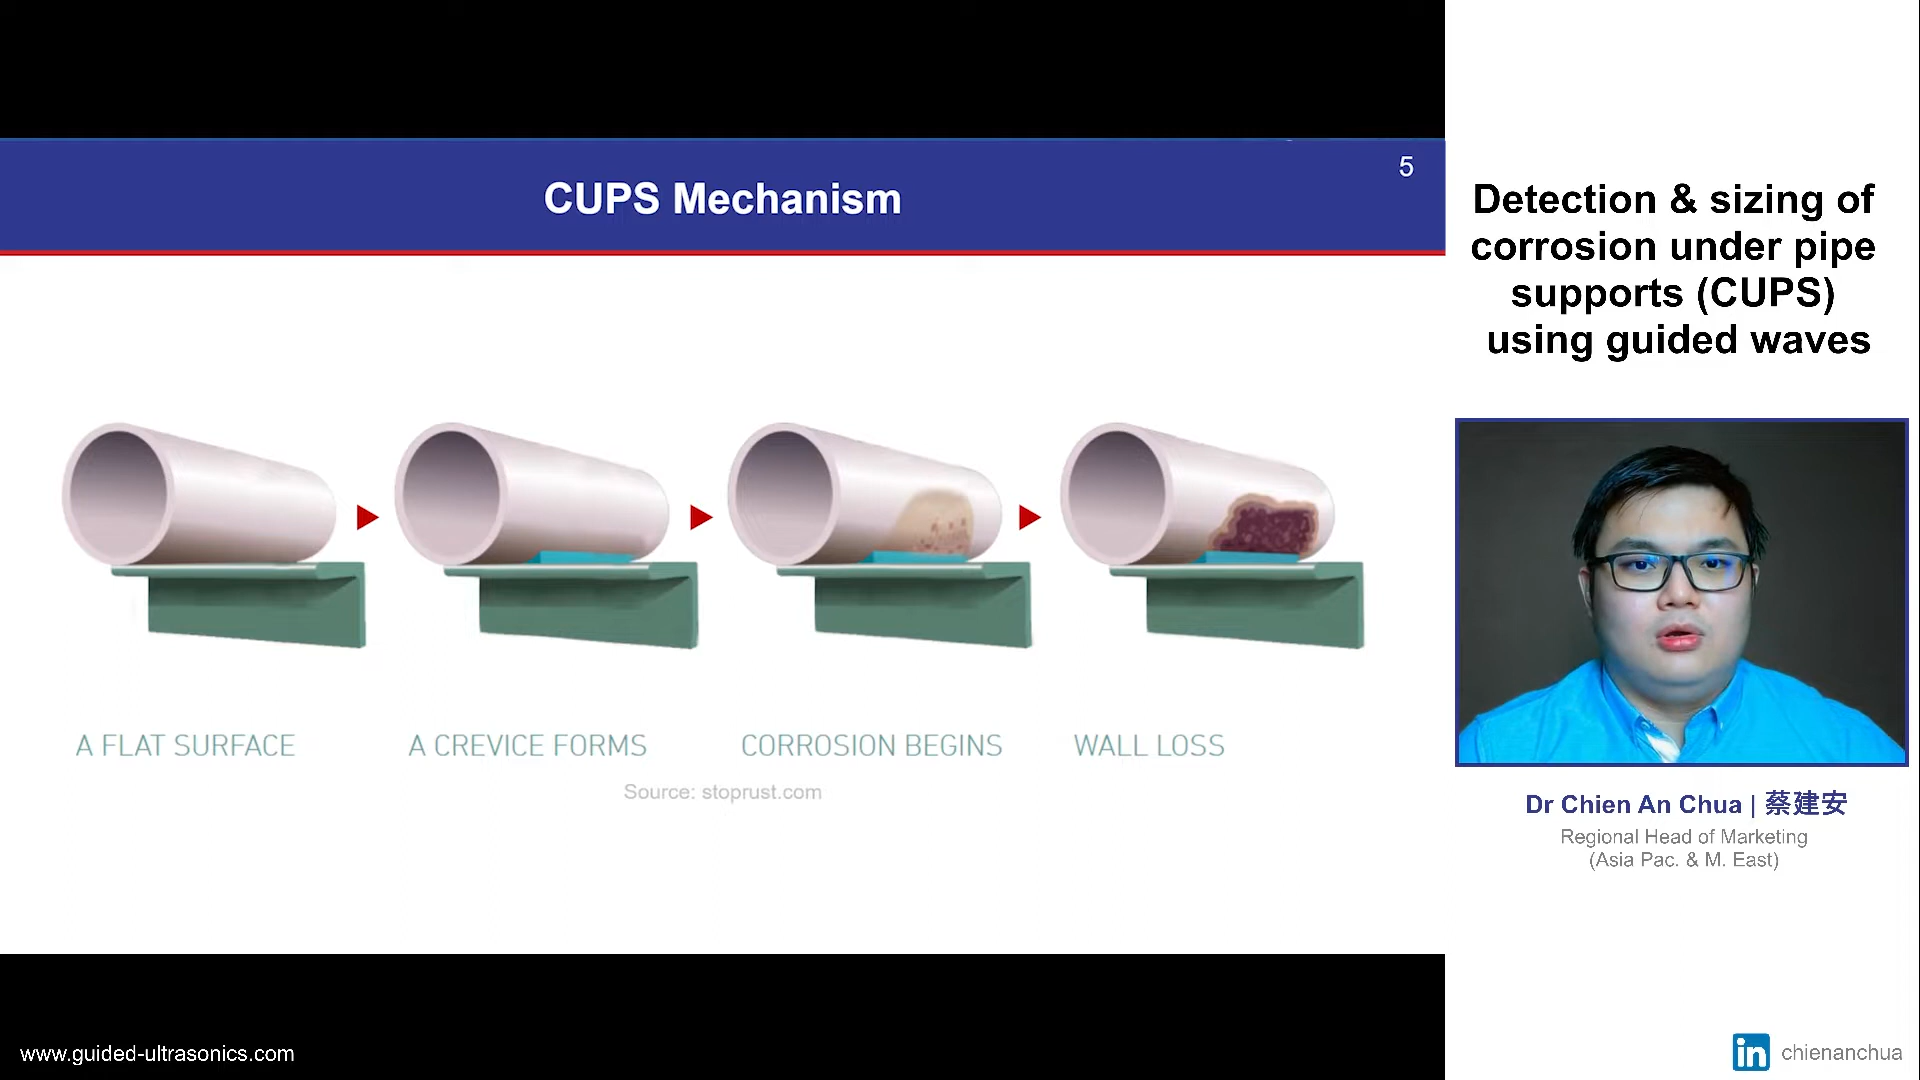 CUPS Mechanism
5
A FLAT SURFACE
A CREVICE FORMS
CORROSION BEGINS
WALL LOSS
Source: stoprust.com
Detection & sizing of
corrosion under pipe
supports (CUPS)
using guided waves
Dr Chien An Chua | 蔡建安
Regional Head of Marketing
(Asia Pac. & M. East)
www.guided-ultrasonics.com
in chienanchua